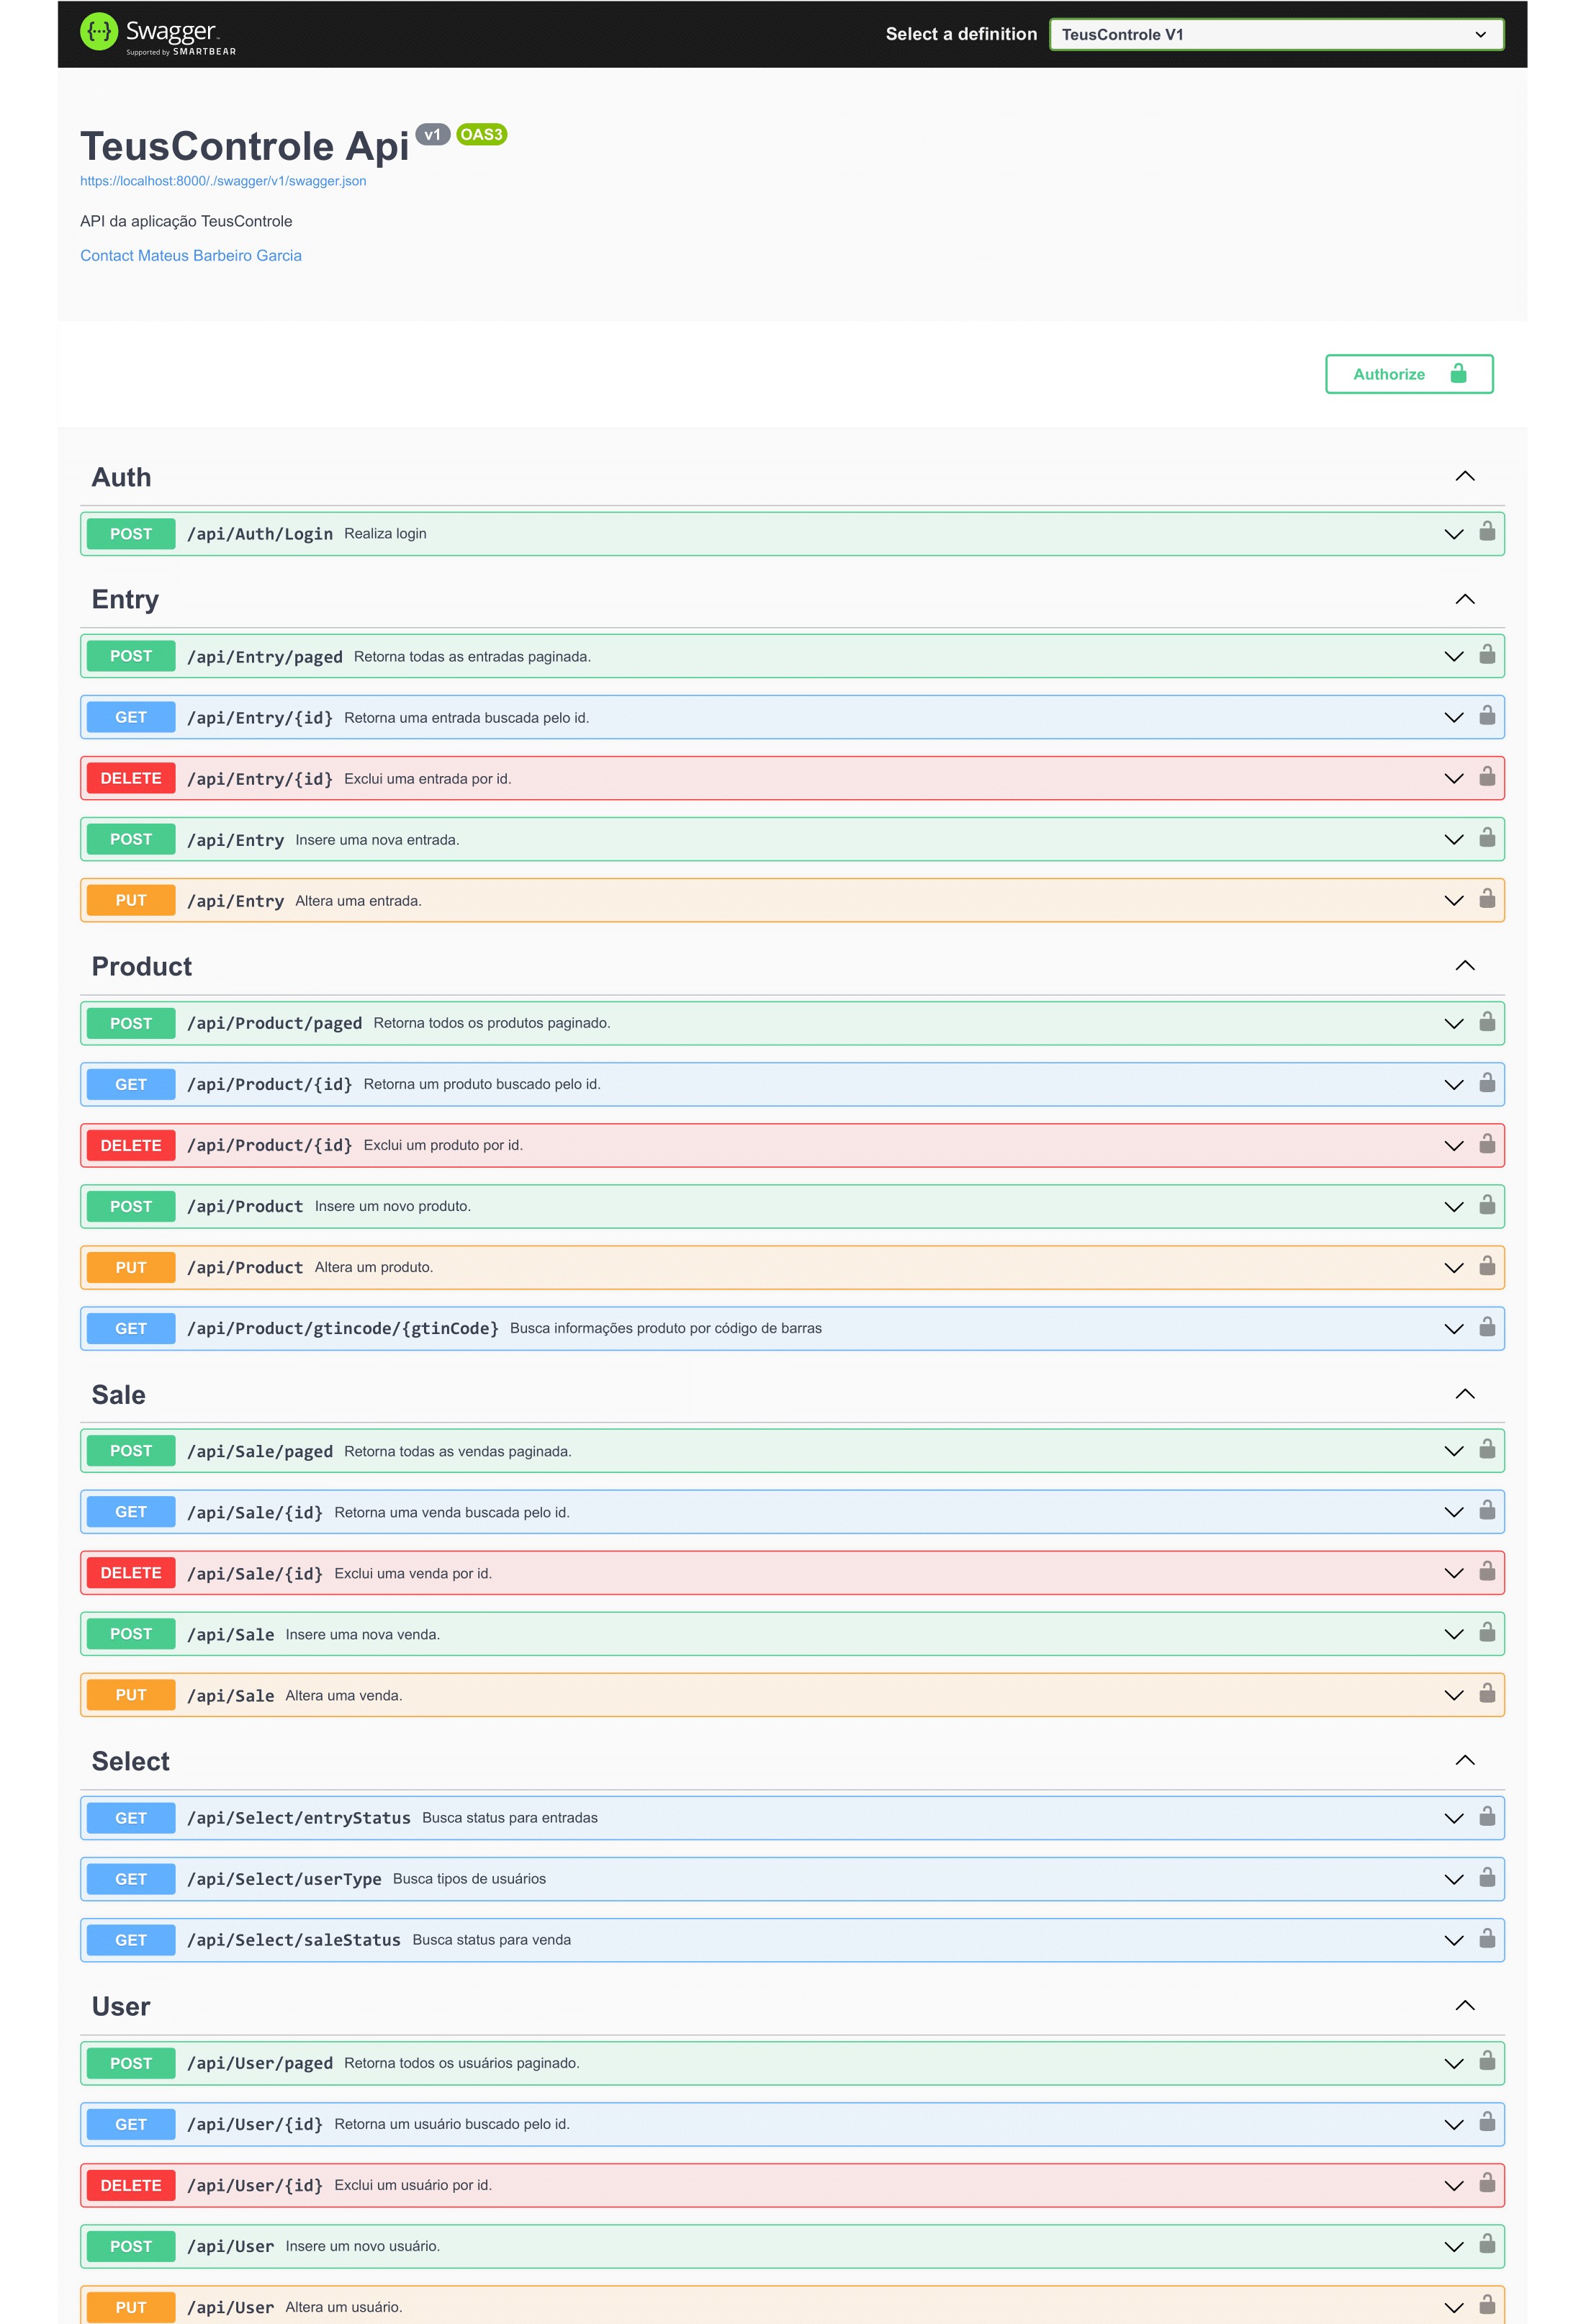 Swagger
Supported by SMARTBEAR
Select a definition TeusControle V1
TeusControle Api v1 OAS3
https://localhost:8000/./swagger/v1/swagger.json
API da aplicação TeusControle
Contact Mateus Barbeiro Garcia
Authorize
Auth
POST /api/Auth/Login Realiza login
Entry
POST /api/Entry/paged Retorna todas as entradas paginada.
GET /api/Entry/{id} Retorna uma entrada buscada pelo id.
DELETE /api/Entry/{id} Exclui uma entrada por id.
POST /api/Entry Insere uma nova entrada.
PUT /api/Entry Altera uma entrada.
Product
POST /api/Product/paged Retorna todos os produtos paginado.
GET /api/Product/{id} Retorna um produto buscado pelo id.
DELETE /api/Product/{id} Exclui um produto por id.
POST /api/Product Insere um novo produto.
PUT /api/Product Altera um produto.
GET /api/Product/gtincode/{gtinCode} Busca informações produto por código de barras
Sale
POST /api/Sale/paged Retorna todas as vendas paginada.
GET /api/Sale/{id} Retorna uma venda buscada pelo id.
DELETE /api/Sale/{id} Exclui uma venda por id.
POST /api/Sale Insere uma nova venda.
PUT /api/Sale Altera uma venda.
Select
GET /api/Select/entryStatus Busca status para entradas
GET /api/Select/userType Busca tipos de usuários
GET /api/Select/saleStatus Busca status para venda
User
POST /api/User/paged Retorna todos os usuários paginado.
GET /api/User/{id} Retorna um usuário buscado pelo id.
DELETE /api/User/{id} Exclui um usuário por id.
POST /api/User Insere um novo usuário.
PUT /api/User Altera um usuário.